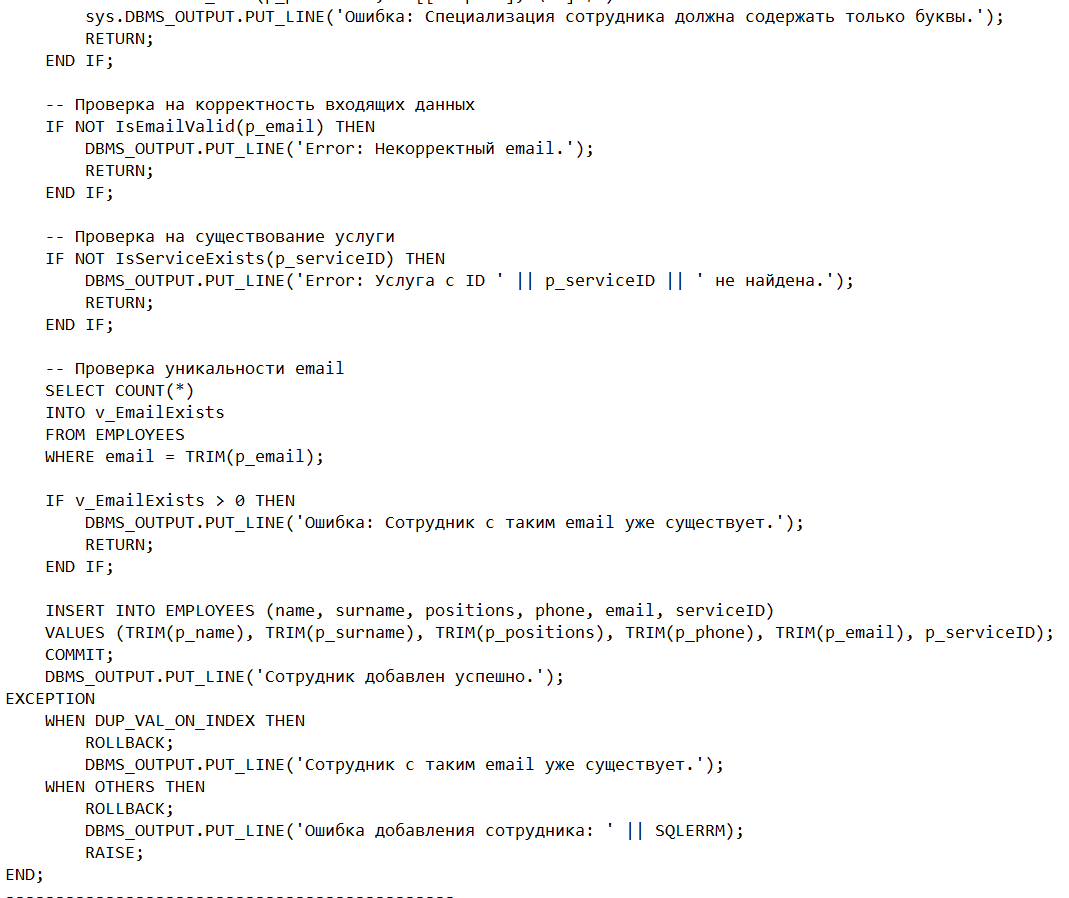 sys.DBMS_OUTPUT.PUT_LINE('Ошибка: Специализация сотрудника должна содержать только буквы.');
RETURN;
END IF;
-- Проверка на корректность входящих данных
IF NOT IsEmailValid(p_email) THEN
DBMS_OUTPUT.PUT_LINE('Error: Некорректный email.');
RETURN;
END IF;
-- Проверка на существование услуги
IF NOT IsServiceExists(p_serviceID) THEN
DBMS_OUTPUT.PUT_LINE('Error: Услуга с ID ' || p_serviceID || ' не найдена.');
RETURN;
END IF;
-- Проверка уникальности email
SELECT COUNT(*)
INTO v_EmailExists
FROM EMPLOYEES
WHERE email = TRIM(p_email);
IF v_EmailExists > 0 THEN
DBMS_OUTPUT.PUT_LINE('Ошибка: Сотрудник с таким email уже существует.');
RETURN;
END IF;
INSERT INTO EMPLOYEES (name, surname, positions, phone, email, serviceID)
VALUES (TRIM(p_name), TRIM(p_surname), TRIM(p_positions), TRIM(p_phone), TRIM(p_email), p_serviceID);
COMMIT;
DBMS_OUTPUT.PUT_LINE('Сотрудник добавлен успешно.');
EXCEPTION
WHEN DUP_VAL_ON_INDEX THEN
ROLLBACK;
DBMS_OUTPUT.PUT_LINE('Сотрудник с таким email уже существует.');
WHEN OTHERS THEN
ROLLBACK;
DBMS_OUTPUT.PUT_LINE('Ошибка добавления сотрудника: ' || SQLERRM);
RAISE;
END;
---------------------------------------------